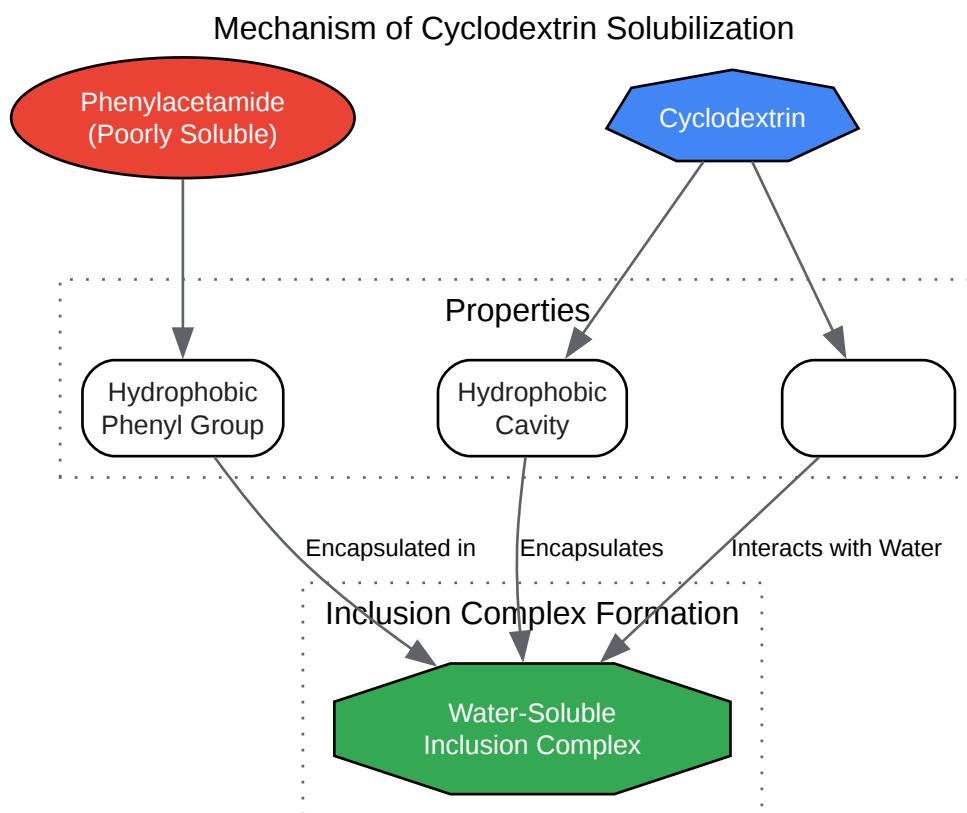 Mechanism of Cyclodextrin Solubilization
Phenylacetamide
(Poorly Soluble)
Cyclodextrin
Properties
Hydrophobic
Phenyl Group
Hydrophobic
Cavity
Encapsulated in
Encapsulates
Interacts with Water
Inclusion Complex Formation
Water-Soluble
Inclusion Complex